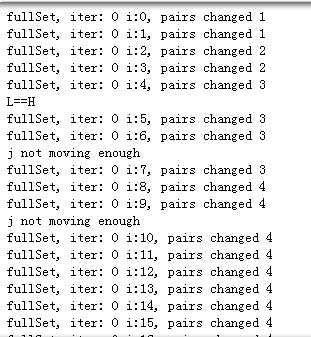 fullSet, iter: 0 i:0, pairs changed 1
fullSet, iter: 0 i:1, pairs changed 1
fullSet, iter: 0 i:2, pairs changed 2
fullSet, iter: 0 i:3, pairs changed 2
fullSet, iter: 0 i:4, pairs changed 3
L==H
fullSet, iter: 0 i:5, pairs changed 3
fullSet, iter: 0 i:6, pairs changed 3
j not moving enough
fullSet, iter: 0 i:7, pairs changed 3
fullSet, iter: 0 i:8, pairs changed 4
fullSet, iter: 0 i:9, pairs changed 4
j not moving enough
fullSet, iter: 0 i:10, pairs changed 4
fullSet, iter: 0 i:11, pairs changed 4
fullSet, iter: 0 i:12, pairs changed 4
fullSet, iter: 0 i:13, pairs changed 4
fullSet, iter: 0 i:14, pairs changed 4
fullSet, iter: 0 i:15, pairs changed 4